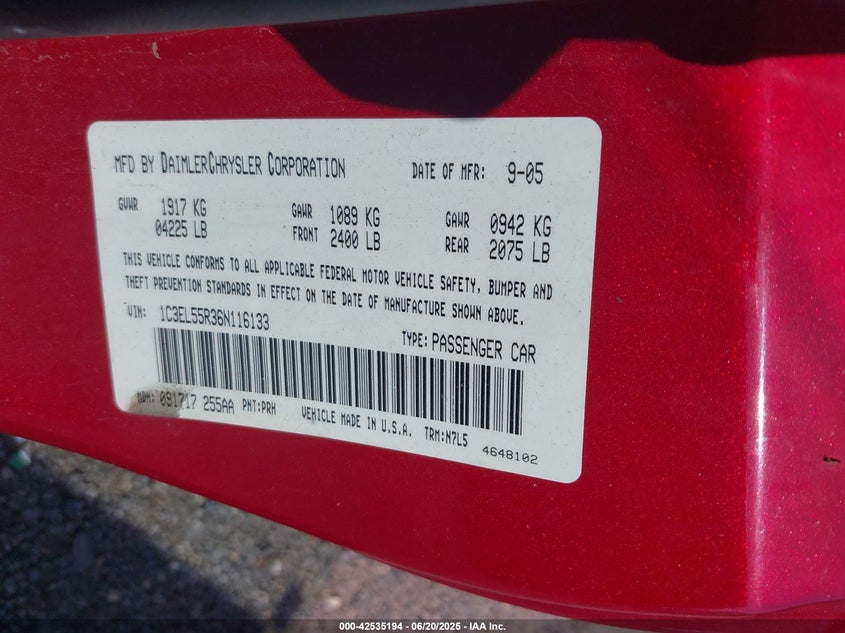 MFD BY DAIMLERCHRYSLER CORPORATION DATE OF MFR: 9-05
GVWR 1917 KG GAWR 1089 KG GAWR 0942 KG
04225 LB FRONT 2400 LB REAR 2075 LB
THIS VEHICLE CONFORMS TO ALL APPLICABLE FEDERAL MOTOR VEHICLE SAFETY, BUMPER AND
THEFT PREVENTION STANDARDS IN EFFECT ON THE DATE OF MANUFACTURE SHOWN ABOVE.
VIN: 1C3EL55R36N116133 TYPE: PASSENGER CAR
MDH: 091717 255AA PNT:PRH VEHICLE MADE IN U.S.A. TRM:N7L5
4648102
000-42535194 - 06/20/2025 - IAA Inc.